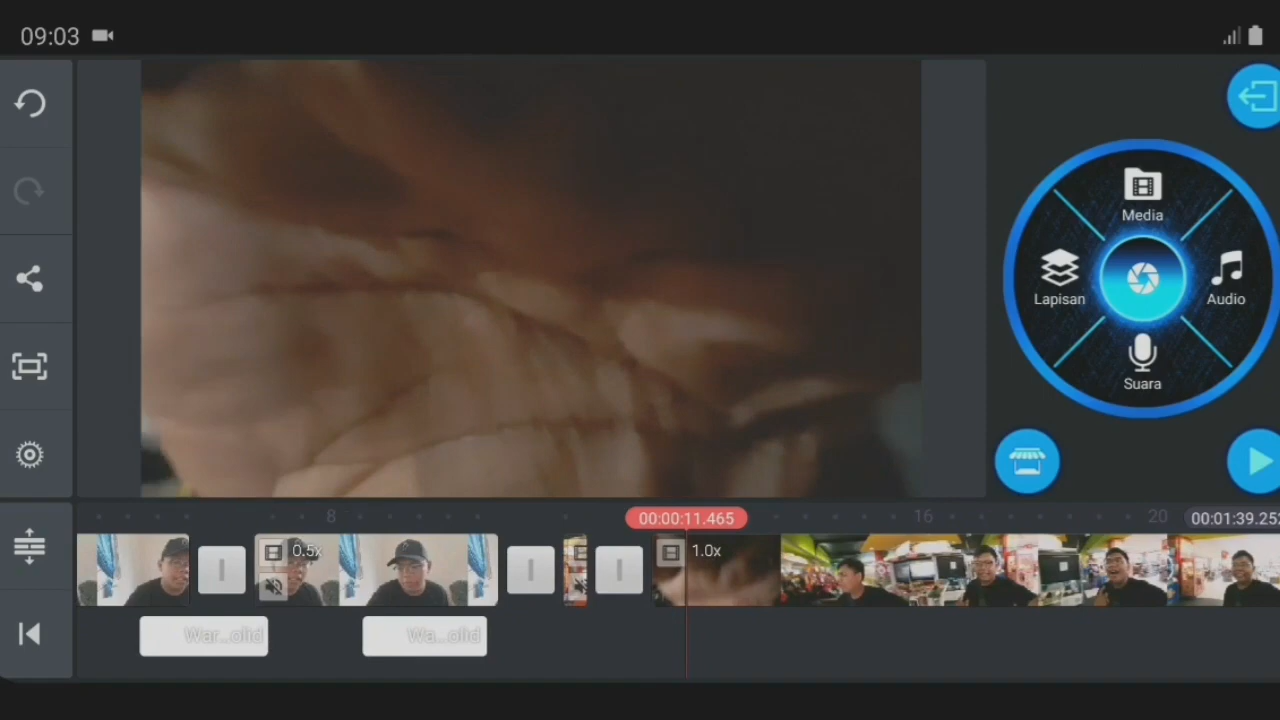 09:03
Media
Lapisan
Audio
Suara
8
00:00:11.465
16
20
00:01:39.25
0.5x
1.0x
War...olid
Wa...olid